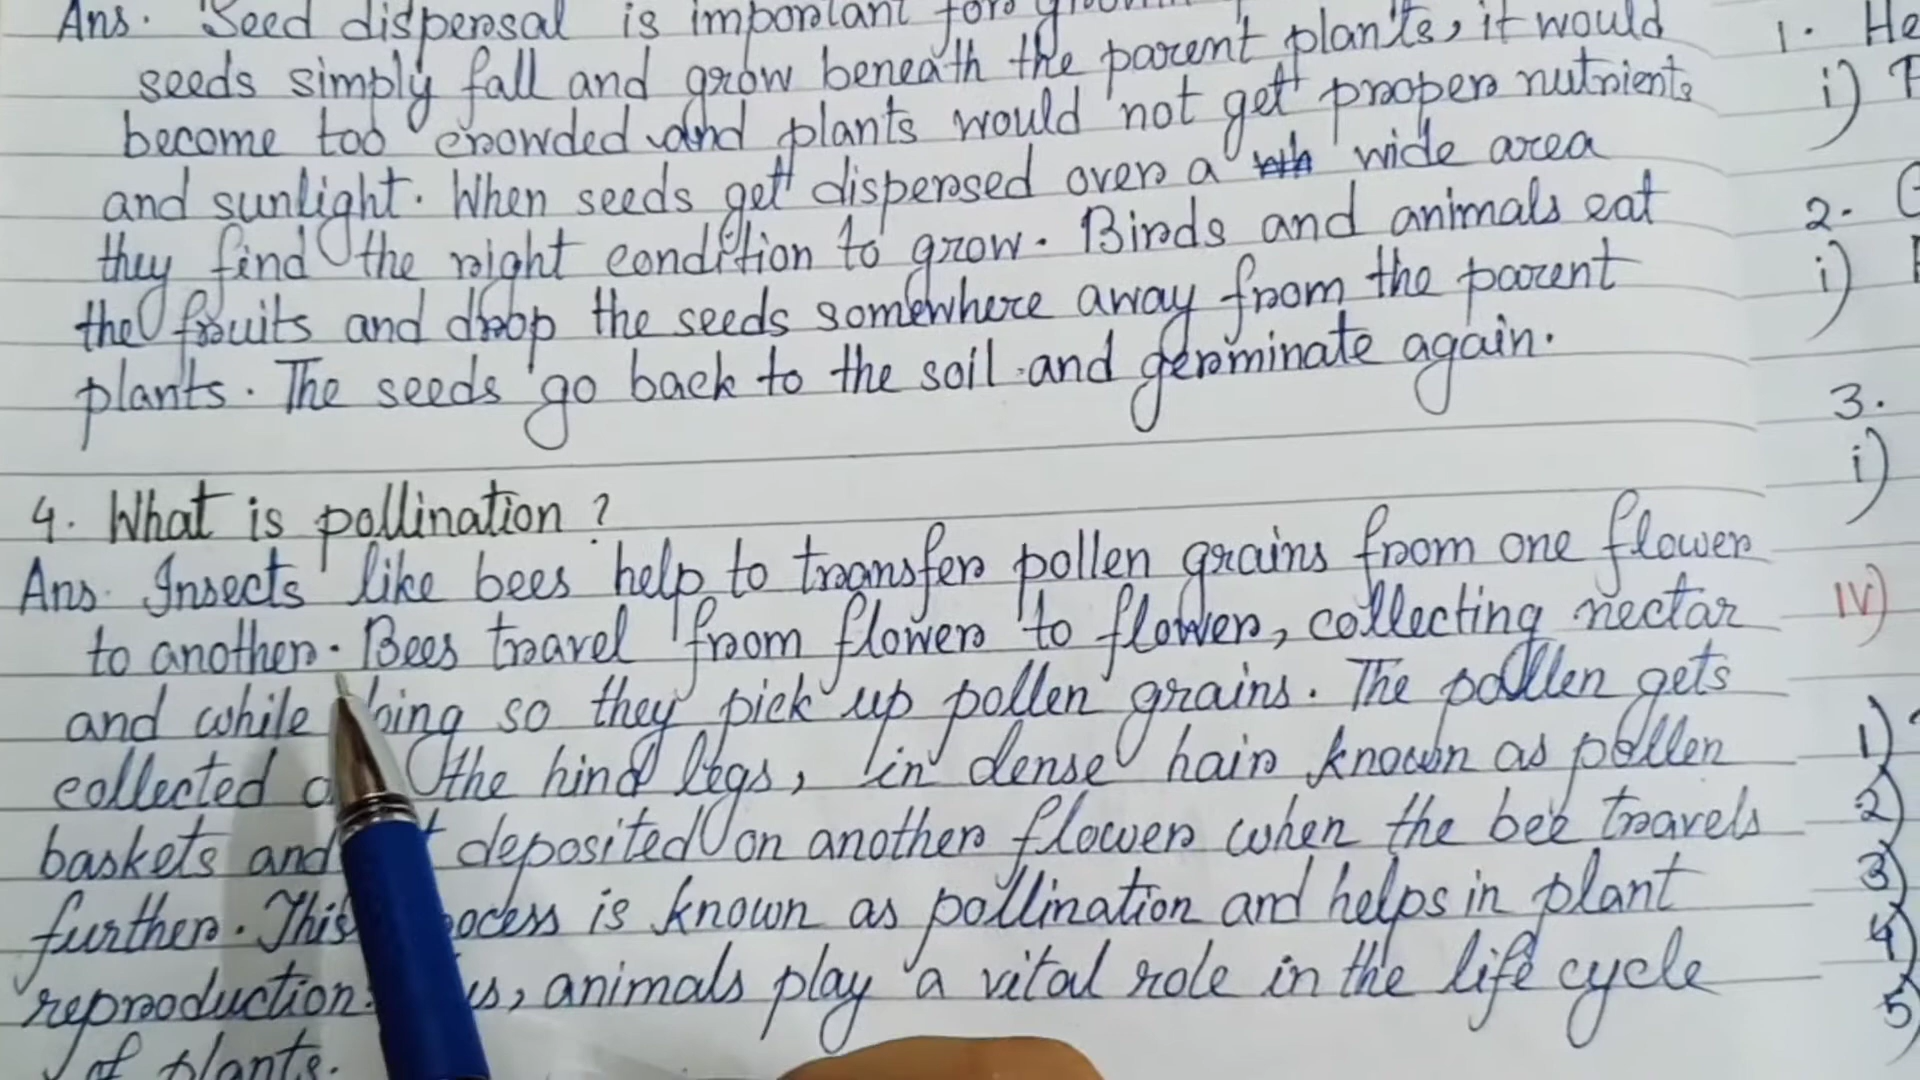 Ans. Seed dispersal is important for
seeds simply fall and grow beneath the parent plants, it would
become too crowded and plants would not get proper nutrients
and sunlight. When seeds get dispersed over a wide area
they find the right condition to grow. Birds and animals eat
the fruits and drop the seeds somewhere away from the parent
plants. The seeds go back to the soil and germinate again.
4. What is pollination?
Ans. Insects like bees help to transfer pollen grains from one flower
to another. Bees travel from flower to flower, collecting nectar
and while so they pick up pollen grains. The pollen gets
collected the hind legs, in dense hair known as pollen
baskets and deposited on another flower when the bee travels
further. This is known as pollination and helps in plant
reproduction. animals play a vital role in the life cycle
of plants.
1. He
i)
2.
i)
3.
i)
iv)
1)
2)
3)
4)
5)